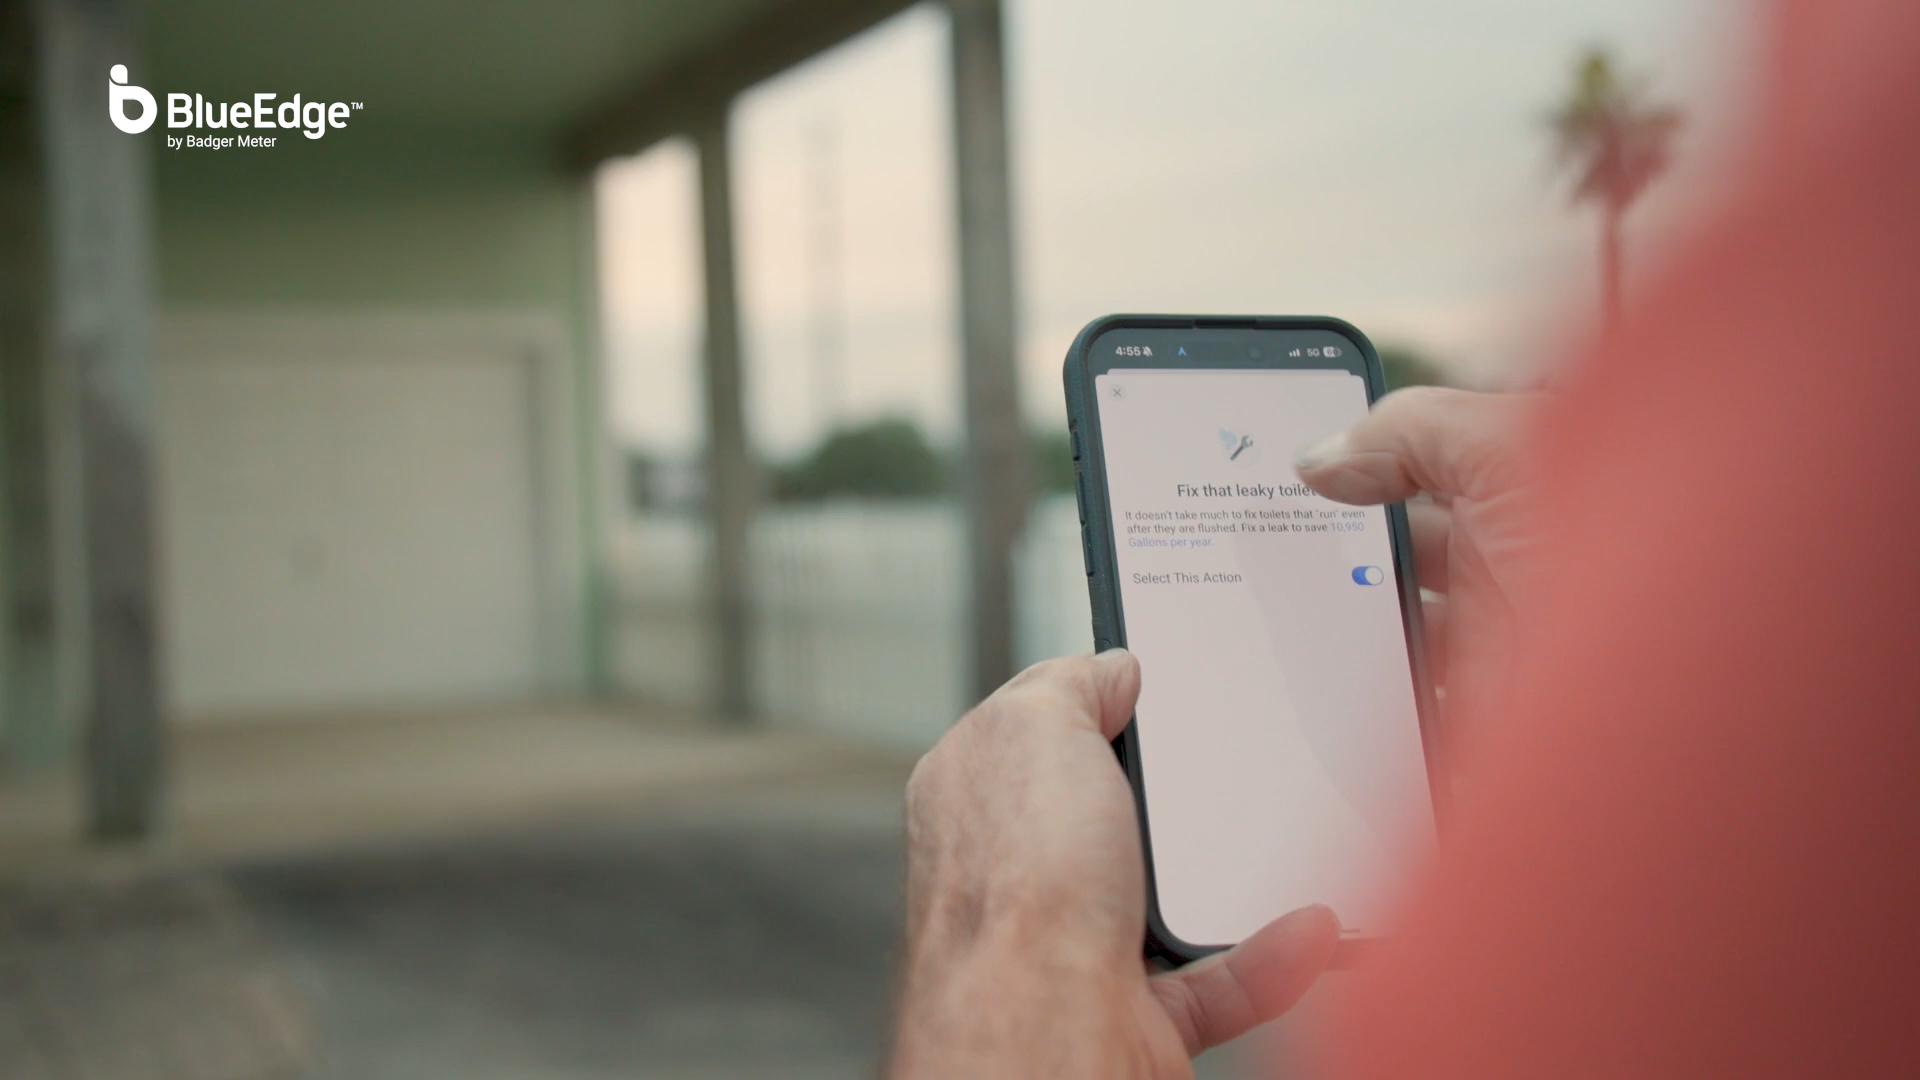 BlueEdge™
by Badger Meter
4:55
5G
Fix that leaky toilet
It doesn't take much to fix toilets that "run" even
after they are flushed. Fix a leak to save 10,950
Gallons per year.
Select This Action